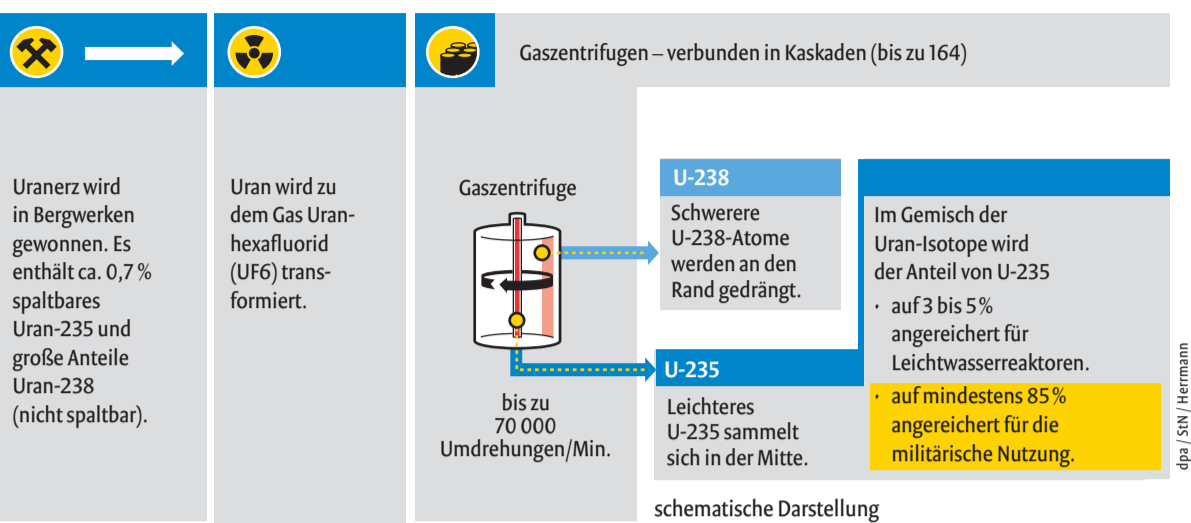 Gaszentrifugen – verbunden in Kaskaden (bis zu 164)
Uranerz wird
in Bergwerken
gewonnen. Es
enthält ca. 0,7 %
spaltbares
Uran-235 und
große Anteile
Uran-238
(nicht spaltbar).
Uran wird zu
dem Gas Uran-
hexafluorid
(UF6) trans-
formiert.
Gaszentrifuge
bis zu
70 000
Umdrehungen/Min.
U-238
Schwerere
U-238-Atome
werden an den
Rand gedrängt.
U-235
Leichteres
U-235 sammelt
sich in der Mitte.
Im Gemisch der
Uran-Isotope wird
der Anteil von U-235
· auf 3 bis 5 %
angereichert für
Leichtwasserreaktoren.
· auf mindestens 85 %
angereichert für die
militärische Nutzung.
schematische Darstellung
dpa / StN / Herrmann